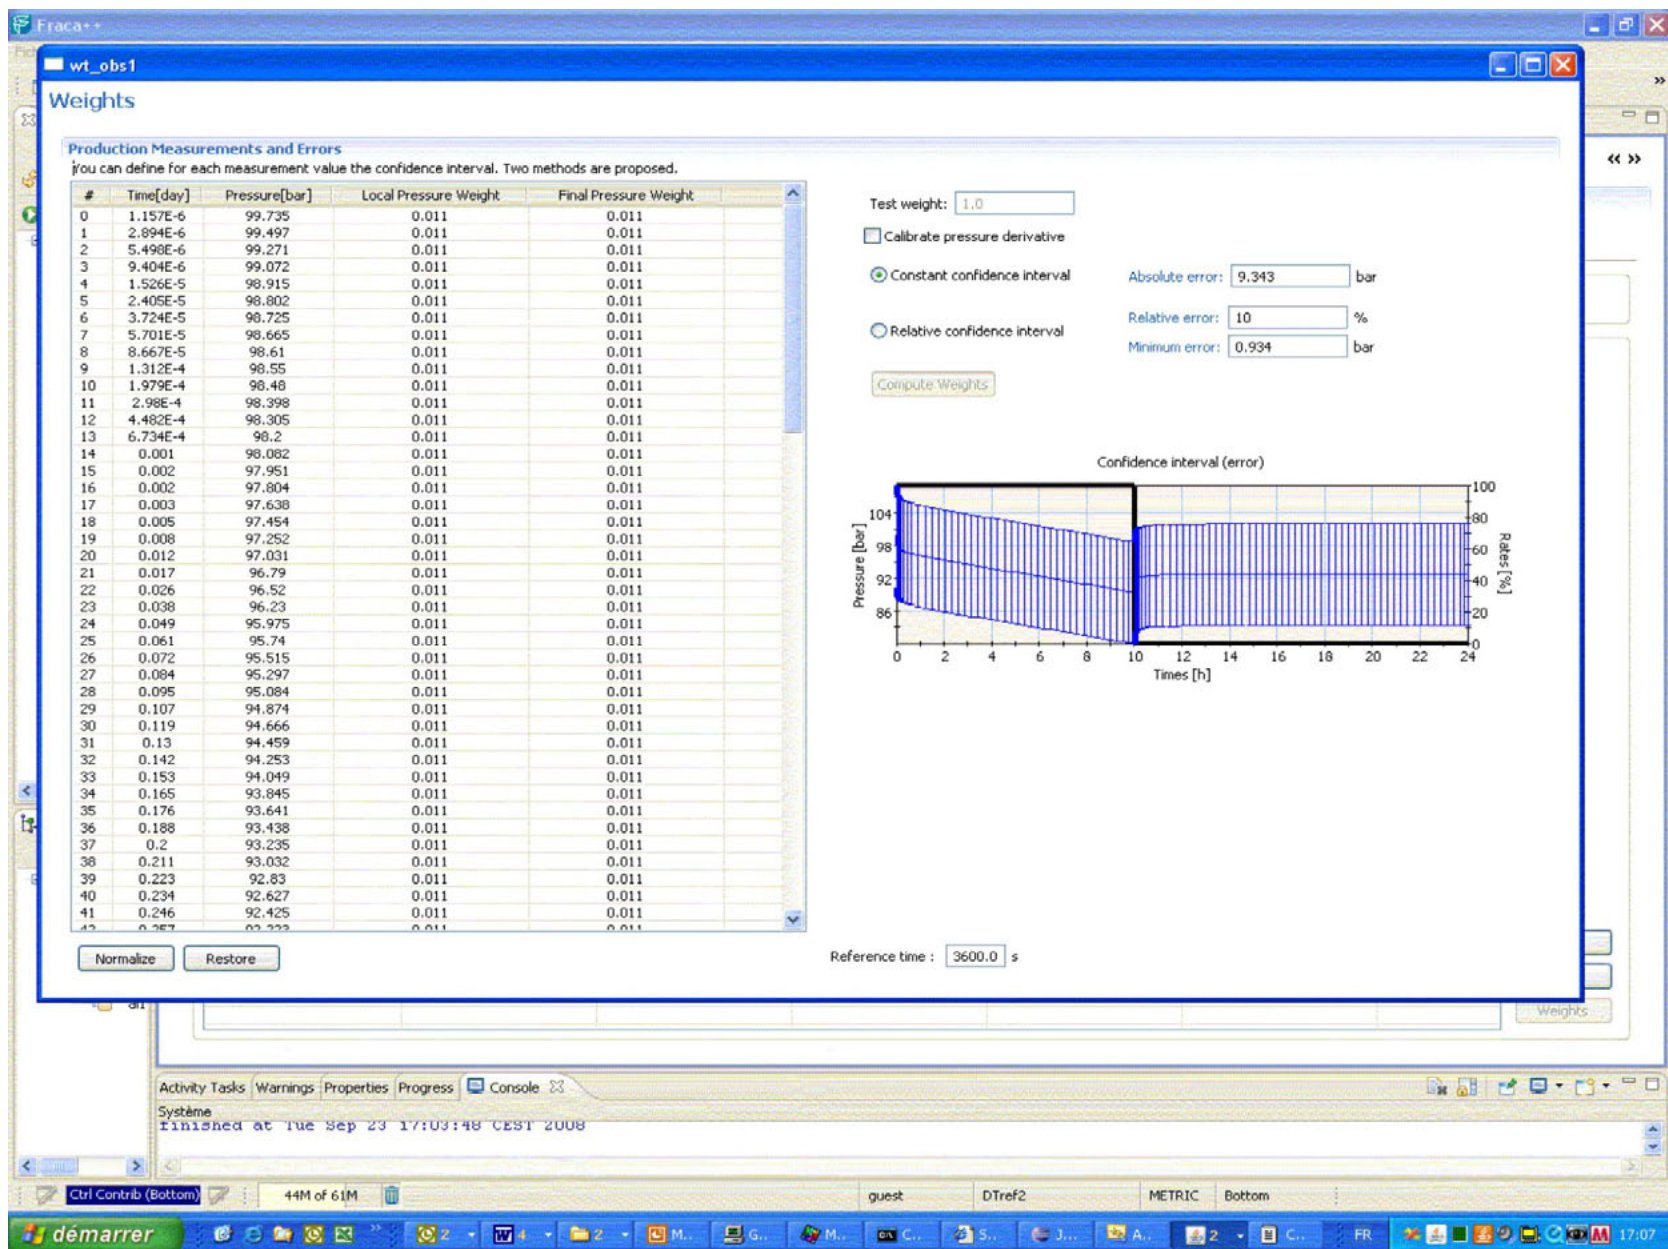 Fraca++
wt_obs1
Weights
Production Measurements and Errors
You can define for each measurement value the confidence interval. Two methods are proposed.
# Time[day] Pressure[bar] Local Pressure Weight Final Pressure Weight
0 1.157E-6 99.735 0.011 0.011
1 2.894E-6 99.497 0.011 0.011
2 5.498E-6 99.271 0.011 0.011
3 9.404E-6 99.072 0.011 0.011
4 1.526E-5 98.915 0.011 0.011
5 2.405E-5 98.802 0.011 0.011
6 3.724E-5 98.725 0.011 0.011
7 5.701E-5 98.665 0.011 0.011
8 8.667E-5 98.61 0.011 0.011
9 1.312E-4 98.55 0.011 0.011
10 1.979E-4 98.48 0.011 0.011
11 2.98E-4 98.398 0.011 0.011
12 4.482E-4 98.305 0.011 0.011
13 6.734E-4 98.2 0.011 0.011
14 0.001 98.082 0.011 0.011
15 0.002 97.951 0.011 0.011
16 0.002 97.804 0.011 0.011
17 0.003 97.638 0.011 0.011
18 0.005 97.454 0.011 0.011
19 0.008 97.252 0.011 0.011
20 0.012 97.031 0.011 0.011
21 0.017 96.79 0.011 0.011
22 0.026 96.52 0.011 0.011
23 0.038 96.23 0.011 0.011
24 0.049 95.975 0.011 0.011
25 0.061 95.74 0.011 0.011
26 0.072 95.515 0.011 0.011
27 0.084 95.297 0.011 0.011
28 0.095 95.084 0.011 0.011
29 0.107 94.874 0.011 0.011
30 0.119 94.666 0.011 0.011
31 0.13 94.459 0.011 0.011
32 0.142 94.253 0.011 0.011
33 0.153 94.049 0.011 0.011
34 0.165 93.845 0.011 0.011
35 0.176 93.641 0.011 0.011
36 0.188 93.438 0.011 0.011
37 0.2 93.235 0.011 0.011
38 0.211 93.032 0.011 0.011
39 0.223 92.83 0.011 0.011
40 0.234 92.627 0.011 0.011
41 0.246 92.425 0.011 0.011
42 0.257 92.223 0.011 0.011
Normalize Restore
Test weight: 1.0
Calibrate pressure derivative
Constant confidence interval Absolute error: 9.343 bar
Relative error: 10 %
Relative confidence interval
Minimum error: 0.934 bar
Compute Weights
Confidence interval (error)
Pressure [bar]
104
98
92
86
100
80
60
40
20
0
Rates [%]
0 2 4 6 8 10 12 14 16 18 20 22 24
Times [h]
Reference time : 3600.0 s
Weights
Activity Tasks Warnings Properties Progress Console
Système
finished at Tue Sep 23 17:03:48 CEST 2008
Ctrl Contrib (Bottom) 44M of 61M guest DTref2 METRIC Bottom
démarrer 2 4 2 M.. G.. M.. C.. S.. J... A.. 2 C.. FR 17:07